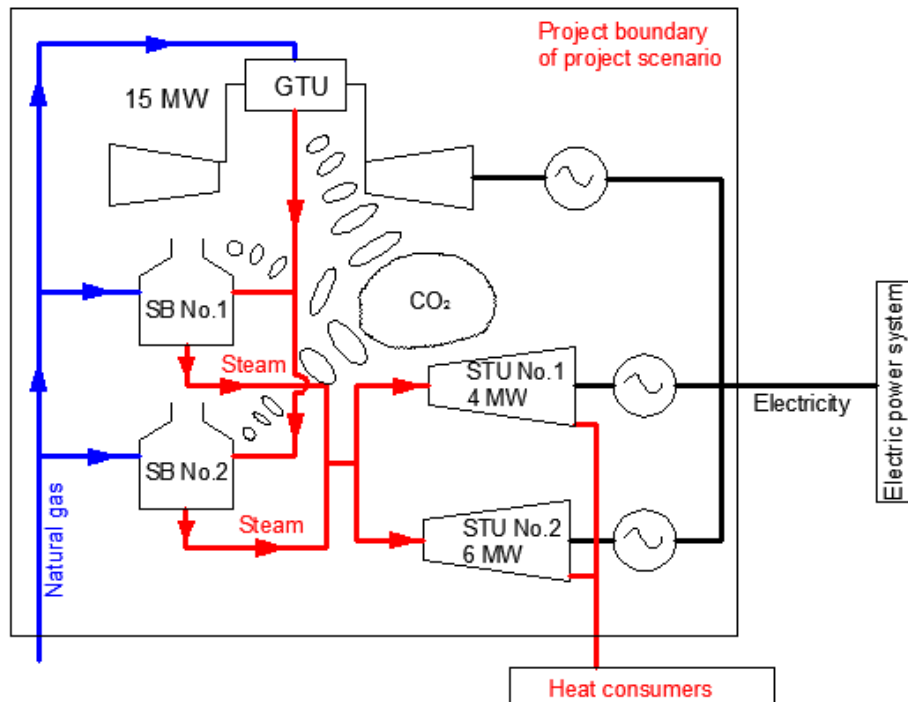 Project boundary
of project scenario
GTU
15 MW
CO₂
SB No.1
Steam
STU No.1
4 MW
Electricity
Electric power system
SB No.2
Steam
STU No.2
6 MW
Natural gas
Heat consumers